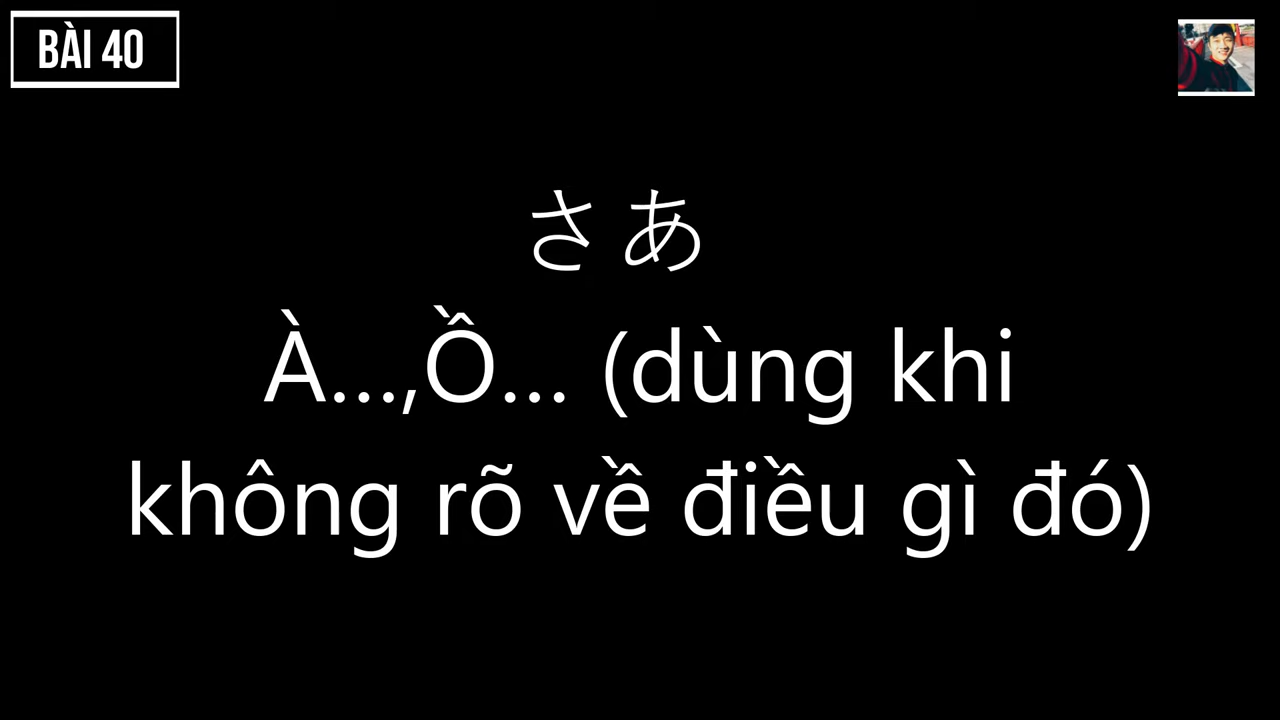 BÀI 40
さあ
À...,Ồ... (dùng khi
không rõ về điều gì đó)